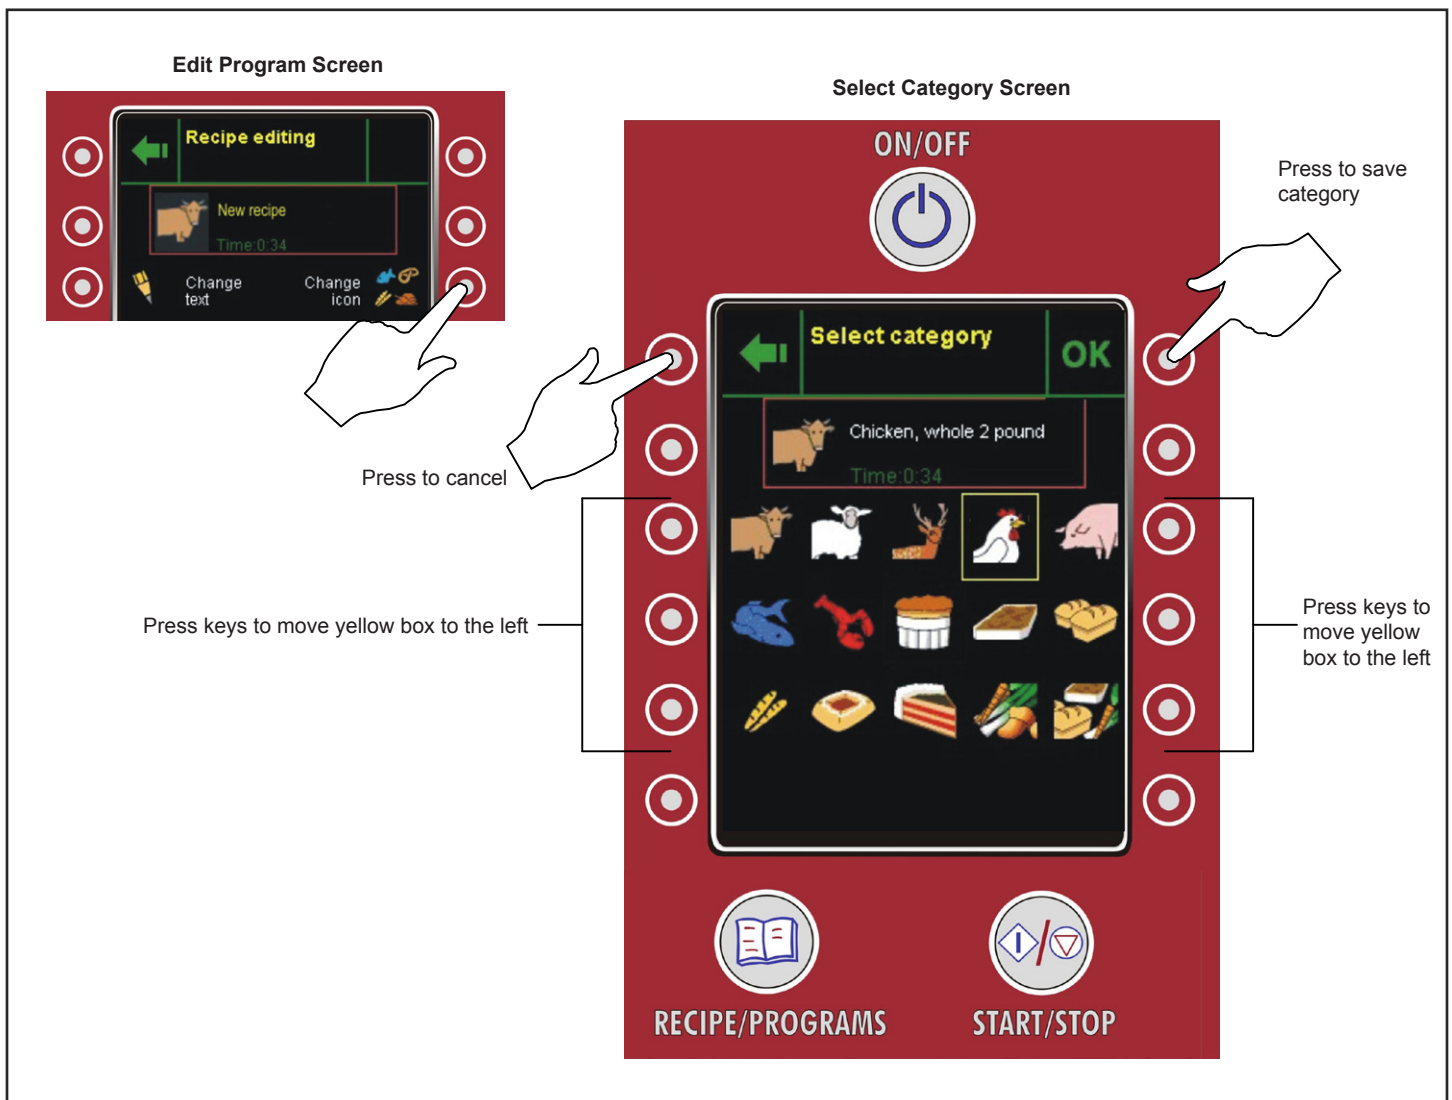 Edit Program Screen
Recipe editing
New recipe
Time:0:34
Change
text
Change
icon
Select Category Screen
ON/OFF
Press to save
category
Select category
OK
Chicken, whole 2 pound
Time:0:34
Press to cancel
Press keys to move yellow box to the left
Press keys to
move yellow
box to the left
RECIPE/PROGRAMS
START/STOP